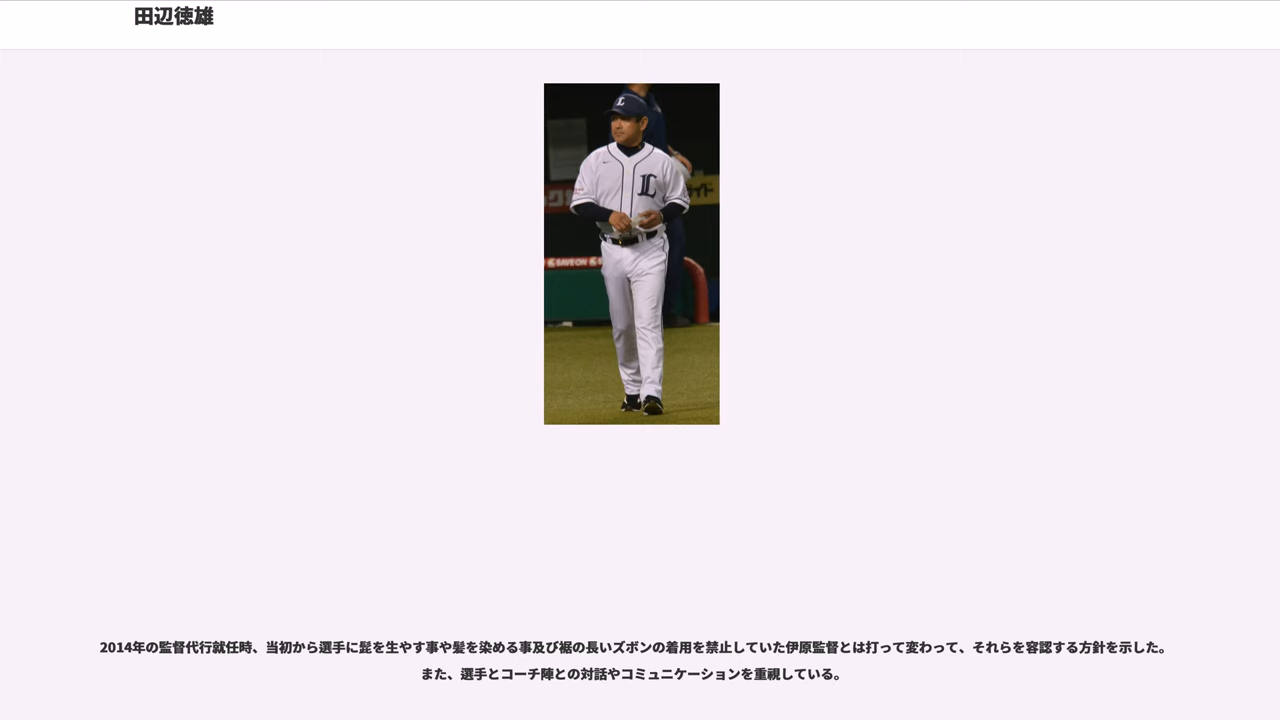 田辺徳雄
L
L
ライド
SAVE ON
2014年の監督代行就任時、当初から選手に髭を生やす事や髪を染める事及び裾の長いズボンの着用を禁止していた伊原監督とは打って変わって、それらを容認する方針を示した。
また、選手とコーチ陣との対話やコミュニケーションを重視している。